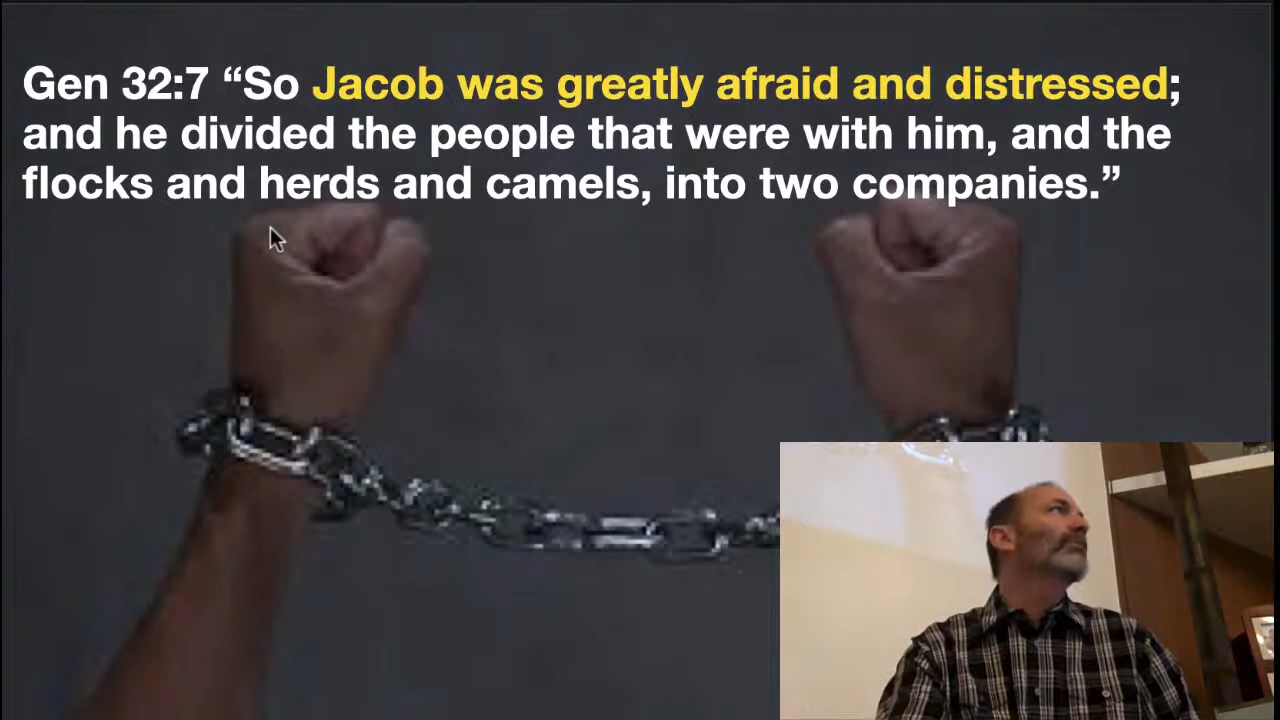 Gen 32:7 “So Jacob was greatly afraid and distressed;
and he divided the people that were with him, and the
flocks and herds and camels, into two companies.”